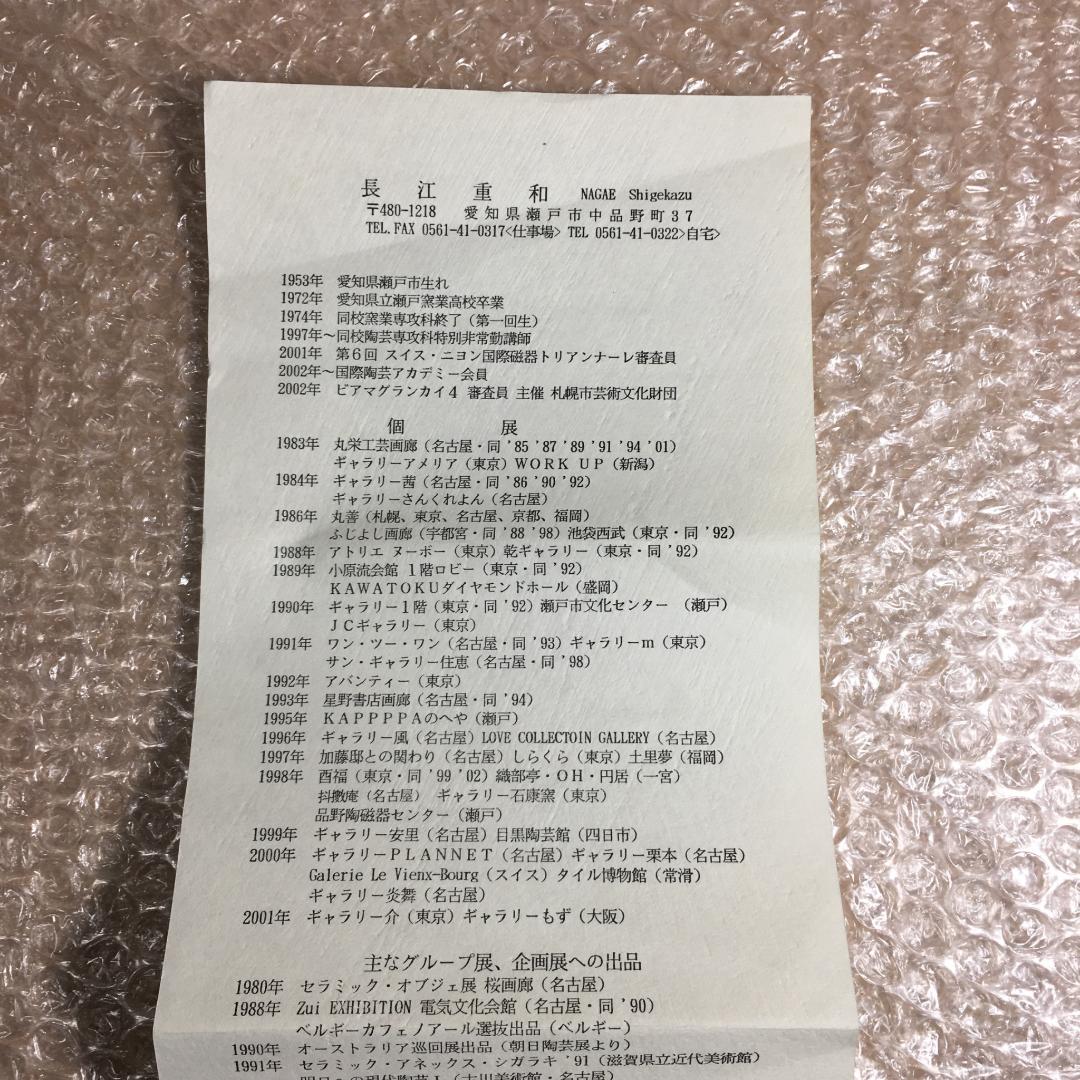 長江重和 NAGAE Shigekazu
〒480-1218 愛知県瀬戸市中品野町37
TEL.FAX 0561-41-0317<仕事場> TEL 0561-41-0322>自宅>
1953年 愛知県瀬戸市生れ
1972年 愛知県立瀬戸窯業高校卒業
1974年 同校窯業専攻科終了(第一回生)
1997年~同校陶芸専攻科特別非常勤講師
2001年 第6回 スイス・ニヨン国際磁器トリアンナーレ審査員
2002年~国際陶芸アカデミー会員
2002年 ビアマグランカイ4 審査員 主催 札幌市芸術文化財団
個展
1983年 丸栄工芸画廊(名古屋・同 '85 '87 '89 '91 '94 '01)
ギャラリーアメリア(東京)WORK UP(新潟)
1984年 ギャラリー茜(名古屋・同 '86 '90 '92)
ギャラリーさんくれよん(名古屋)
1986年 丸善(札幌、東京、名古屋、京都、福岡)
ふじよし画廊(宇都宮・同 '88 '98)池袋西武(東京・同 '92)
1988年 アトリエ ヌーボー(東京)乾ギャラリー(東京・同 '92)
1989年 小原流会館 1階ロビー(東京・同 '92)
KAWATOKUダイヤモンドホール(盛岡)
1990年 ギャラリー1階(東京・同 '92)瀬戸市文化センター (瀬戸)
JCギャラリー(東京)
1991年 ワン・ツー・ワン(名古屋・同 '93)ギャラリーm(東京)
サン・ギャラリー住恵(名古屋・同 '98)
1992年 アバンティー(東京)
1993年 星野書店画廊(名古屋・同 '94)
1995年 KAPPPPAのへや(瀬戸)
1996年 ギャラリー風(名古屋)LOVE COLLECTOIN GALLERY(名古屋)
1997年 加藤邸との関わり(名古屋)しらくら(東京)土里夢(福岡)
1998年 酉福(東京・同 '99 '02)織部亭・OH・円居(一宮)
抖擻庵(名古屋) ギャラリー石康窯(東京)
品野陶磁器センター(瀬戸)
1999年 ギャラリー安里(名古屋)目黒陶芸館(四日市)
2000年 ギャラリーPLANNET(名古屋)ギャラリー栗本(名古屋)
Galerie Le Vienx-Bourg(スイス)タイル博物館(常滑)
ギャラリー炎舞(名古屋)
2001年 ギャラリー介(東京)ギャラリーもず(大阪)
主なグループ展、企画展への出品
1980年 セラミック・オブジェ展 桜画廊(名古屋)
1988年 Zui EXHIBITION 電気文化会館(名古屋・同 '90)
ベルギーカフェノアール選抜出品(ベルギー)
1990年 オーストラリア巡回展出品(朝日陶芸展より)
1991年 セラミック・アネックス・シガラキ '91(滋賀県立近代美術館)
明日への現代陶芸Ⅰ(古川美術館・名古屋)